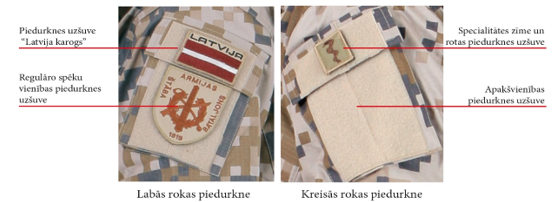 Piedurknes uzšuve
"Latvija karogs"
Regulāro spēku
vienības piedurknes
uzšuve
LATVIJA
ARMIJAS
ŠTĀBA
BATALJONS
1919
Labās rokas piedurkne
Specialitātes zīme un
rotas piedurknes uzšuve
Apakšvienības
piedurknes uzšuve
Kreisās rokas piedurkne